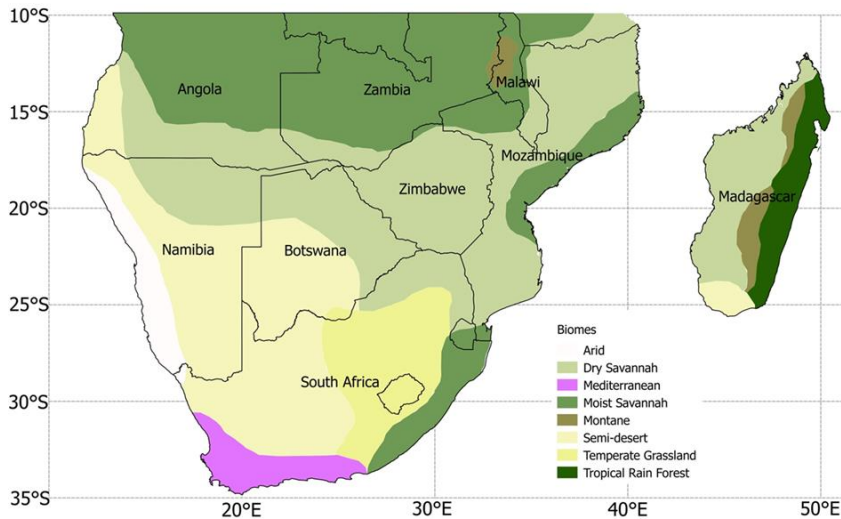 10°S
15°S
20°S
25°S
30°S
35°S
20°E
30°E
40°E
50°E
Angola
Zambia
Malawi
Mozambique
Zimbabwe
Madagascar
Namibia
Botswana
South Africa
Biomes
Arid
Dry Savannah
Mediterranean
Moist Savannah
Montane
Semi-desert
Temperate Grassland
Tropical Rain Forest